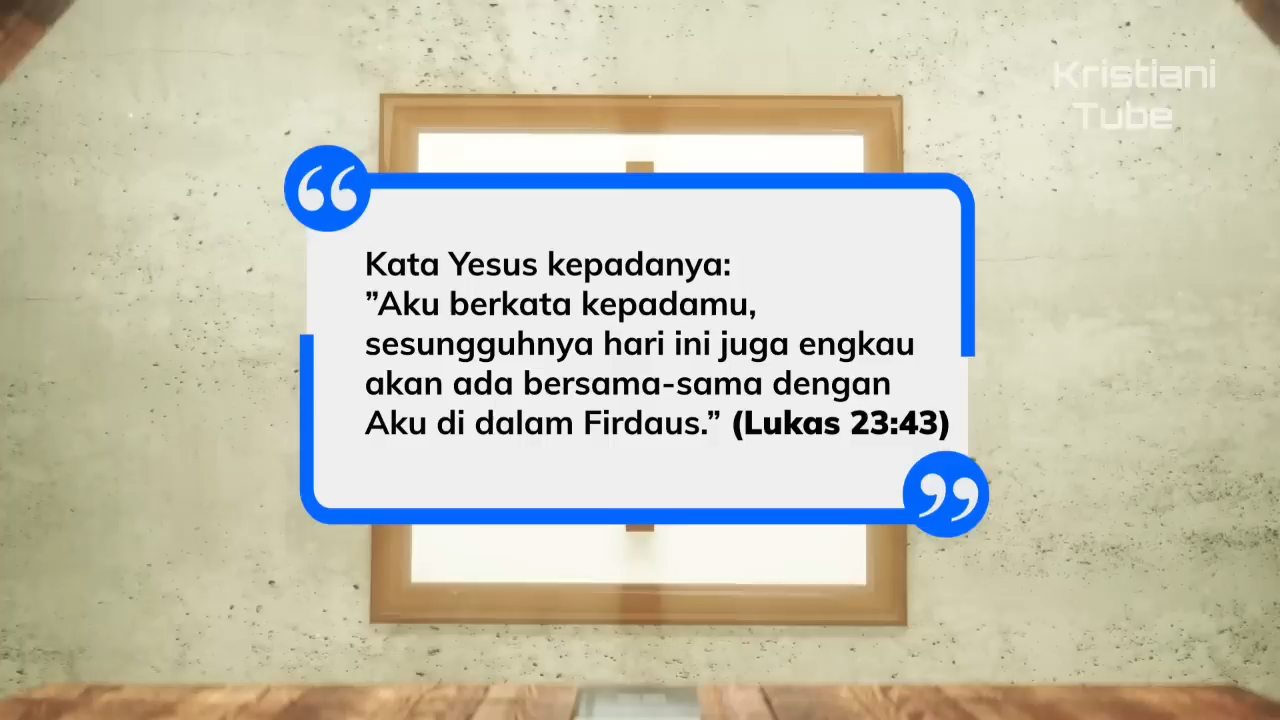 Kristiani
Tube
Kata Yesus kepadanya:
”Aku berkata kepadamu,
sesungguhnya hari ini juga engkau
akan ada bersama-sama dengan
Aku di dalam Firdaus.” (Lukas 23:43)